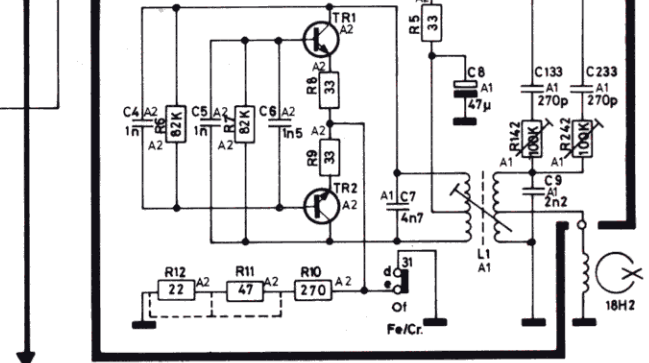 TR1
A2
A2
R8
33
R5
33
A2
C8
A1
47µ
C133
A1
270p
C233
A1
270p
C4
A2
1n
R6
82K
A2
C5
A2
1n
R7
82K
A2
C6
A2
1n5
A2
R9
33
R142
100K
A1
R242
100K
A1
TR2
A2
A1
C7
4n7
C9
A1
2n2
L1
A1
R12
22
A2
R11
47
A2
R10
270
A2
31
d
e
f
Fe/Cr.
18H2